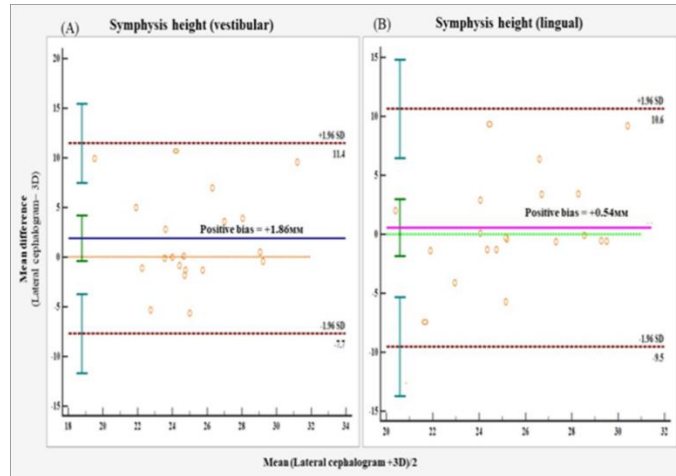 (A)
Symphysis height (vestibular)
20
15
10
5
0
-5
-10
-15
18 20 22 24 26 28 30 32 34
+1.96 SD
11.4
Positive bias = +1.86мм
-1.96 SD
Mean difference
(Lateral cephalogram– 3D)
(B)
Symphysis height (lingual)
15
10
5
0
-5
-10
-15
20 22 24 26 28 30 32
+1.96 SD
10.6
Positive bias = +0.54мм
-1.96 SD
-9.5
Mean (Lateral cephalogram +3D)/2